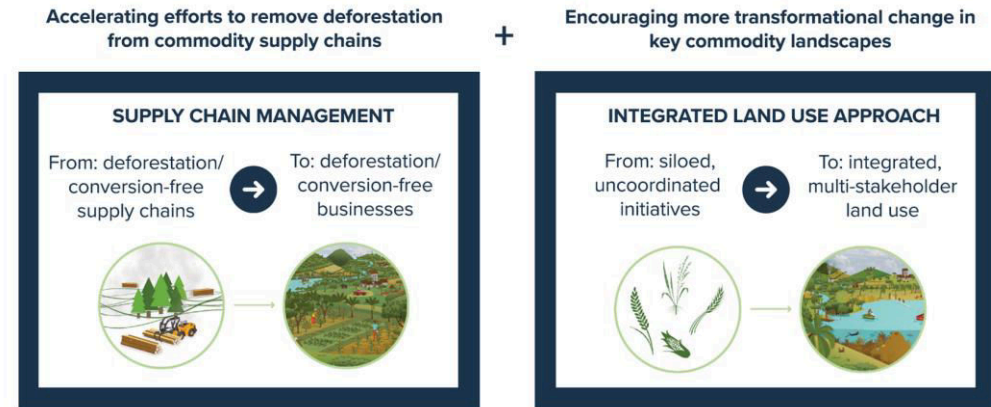 Accelerating efforts to remove deforestation
from commodity supply chains
+
Encouraging more transformational change in
key commodity landscapes
SUPPLY CHAIN MANAGEMENT
From: deforestation/
conversion-free
supply chains
To: deforestation/
conversion-free
businesses
INTEGRATED LAND USE APPROACH
From: siloed,
uncoordinated
initiatives
To: integrated,
multi-stakeholder
land use